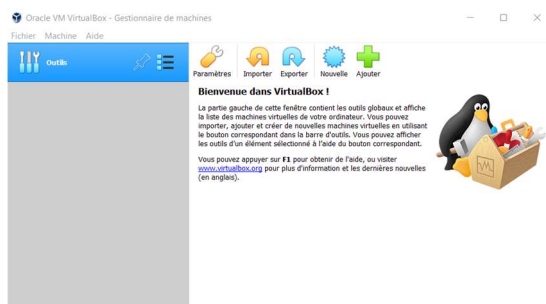 Oracle VM VirtualBox - Gestionnaire de machines
Fichier Machine Aide
Outils
Paramètres Importer Exporter Nouvelle Ajouter
Bienvenue dans VirtualBox !
La partie gauche de cette fenêtre contient les outils globaux et affiche
la liste des machines virtuelles de votre ordinateur. Vous pouvez
importer, ajouter et créer de nouvelles machines virtuelles en utilisant
le bouton correspondant dans la barre d'outils. Vous pouvez afficher
les outils d'un élément sélectionné à l'aide du bouton correspondant.
Vous pouvez appuyer sur F1 pour obtenir de l'aide, ou visiter
www.virtualbox.org pour plus d'information et les dernières nouvelles
(en anglais).